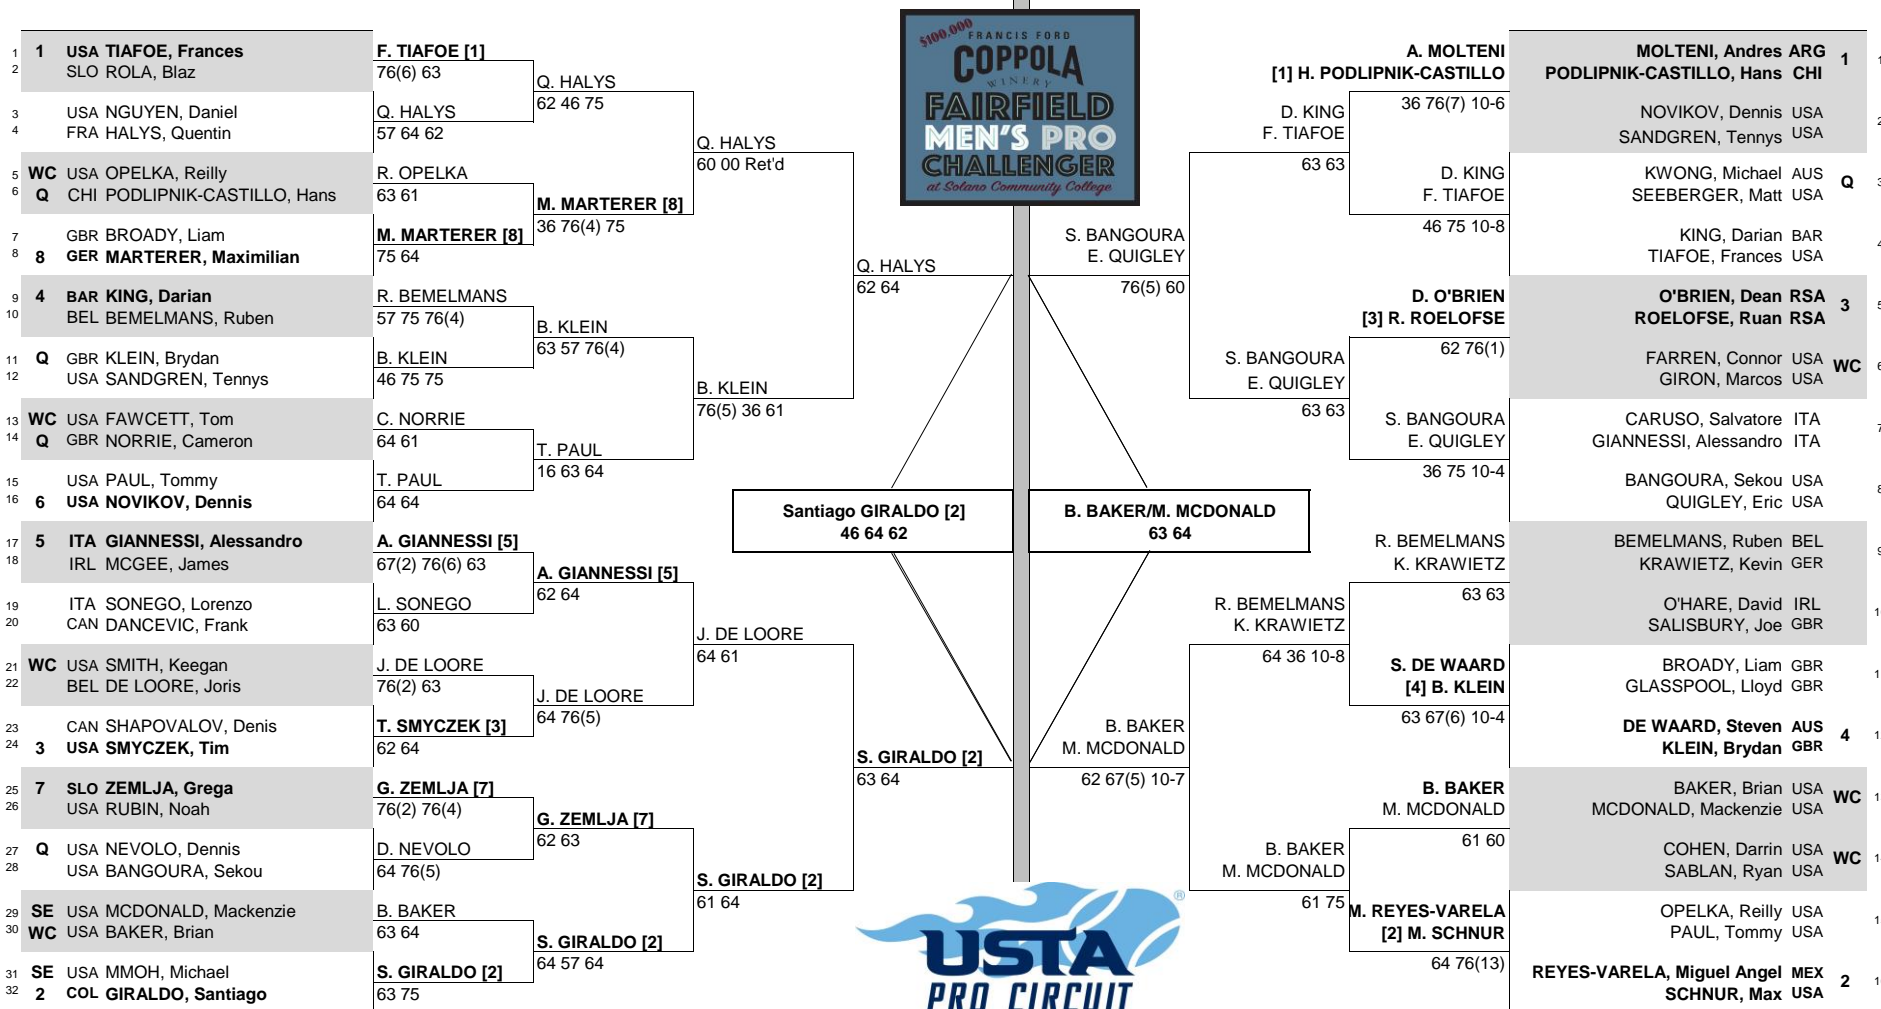 $100,000
FRANCIS FORD
COPPOLA
WINERY
FAIRFIELD
MEN'S PRO
CHALLENGER
at Solano Community College
1 1 USA TIAFOE, Frances
2 SLO ROLA, Blaz
3 USA NGUYEN, Daniel
4 FRA HALYS, Quentin
5 WC USA OPELKA, Reilly
6 Q CHI PODLIPNIK-CASTILLO, Hans
7 GBR BROADY, Liam
8 8 GER MARTERER, Maximilian
9 4 BAR KING, Darian
10 BEL BEMELMANS, Ruben
11 Q GBR KLEIN, Brydan
12 USA SANDGREN, Tennys
13 WC USA FAWCETT, Tom
14 Q GBR NORRIE, Cameron
15 USA PAUL, Tommy
16 6 USA NOVIKOV, Dennis
17 5 ITA GIANNESSI, Alessandro
18 IRL MCGEE, James
19 ITA SONEGO, Lorenzo
20 CAN DANCEVIC, Frank
21 WC USA SMITH, Keegan
22 BEL DE LOORE, Joris
23 CAN SHAPOVALOV, Denis
24 3 USA SMYCZEK, Tim
25 7 SLO ZEMLJA, Grega
26 USA RUBIN, Noah
27 Q USA NEVOLO, Dennis
28 USA BANGOURA, Sekou
29 SE USA MCDONALD, Mackenzie
30 WC USA BAKER, Brian
31 SE USA MMOH, Michael
32 2 COL GIRALDO, Santiago
F. TIAFOE [1]
76(6) 63
Q. HALYS
57 64 62
R. OPELKA
63 61
M. MARTERER [8]
75 64
R. BEMELMANS
57 75 76(4)
B. KLEIN
46 75 75
C. NORRIE
64 61
T. PAUL
64 64
A. GIANNESSI [5]
67(2) 76(6) 63
L. SONEGO
63 60
J. DE LOORE
76(2) 63
T. SMYCZEK [3]
62 64
G. ZEMLJA [7]
76(2) 76(4)
D. NEVOLO
64 76(5)
B. BAKER
63 64
S. GIRALDO [2]
63 75
Q. HALYS
62 46 75
M. MARTERER [8]
36 76(4) 75
B. KLEIN
63 57 76(4)
T. PAUL
16 63 64
A. GIANNESSI [5]
62 64
J. DE LOORE
64 76(5)
G. ZEMLJA [7]
62 63
S. GIRALDO [2]
64 57 64
Q. HALYS
60 00 Ret'd
B. KLEIN
76(5) 36 61
J. DE LOORE
64 61
S. GIRALDO [2]
61 64
Q. HALYS
62 64
S. GIRALDO [2]
63 64
Santiago GIRALDO [2]
46 64 62
B. BAKER/M. MCDONALD
63 64
S. BANGOURA
E. QUIGLEY
76(5) 60
B. BAKER
M. MCDONALD
62 67(5) 10-7
D. KING
F. TIAFOE
63 63
S. BANGOURA
E. QUIGLEY
63 63
R. BEMELMANS
K. KRAWIETZ
64 36 10-8
B. BAKER
M. MCDONALD
61 75
A. MOLTENI
[1] H. PODLIPNIK-CASTILLO
36 76(7) 10-6
D. KING
F. TIAFOE
46 75 10-8
D. O'BRIEN
[3] R. ROELOFSE
62 76(1)
S. BANGOURA
E. QUIGLEY
36 75 10-4
R. BEMELMANS
K. KRAWIETZ
63 63
S. DE WAARD
[4] B. KLEIN
63 67(6) 10-4
B. BAKER
M. MCDONALD
61 60
M. REYES-VARELA
[2] M. SCHNUR
64 76(13)
MOLTENI, Andres ARG 1
PODLIPNIK-CASTILLO, Hans CHI
NOVIKOV, Dennis USA
SANDGREN, Tennys USA
KWONG, Michael AUS Q
SEEBERGER, Matt USA
KING, Darian BAR
TIAFOE, Frances USA
O'BRIEN, Dean RSA 3
ROELOFSE, Ruan RSA
FARREN, Connor USA WC
GIRON, Marcos USA
CARUSO, Salvatore ITA
GIANNESSI, Alessandro ITA
BANGOURA, Sekou USA
QUIGLEY, Eric USA
BEMELMANS, Ruben BEL
KRAWIETZ, Kevin GER
O'HARE, David IRL
SALISBURY, Joe GBR
BROADY, Liam GBR
GLASSPOOL, Lloyd GBR
DE WAARD, Steven AUS 4
KLEIN, Brydan GBR
BAKER, Brian USA WC
MCDONALD, Mackenzie USA
COHEN, Darrin USA WC
SABLAN, Ryan USA
OPELKA, Reilly USA
PAUL, Tommy USA
REYES-VARELA, Miguel Angel MEX 2
SCHNUR, Max USA
USTA
PRO CIRCUIT